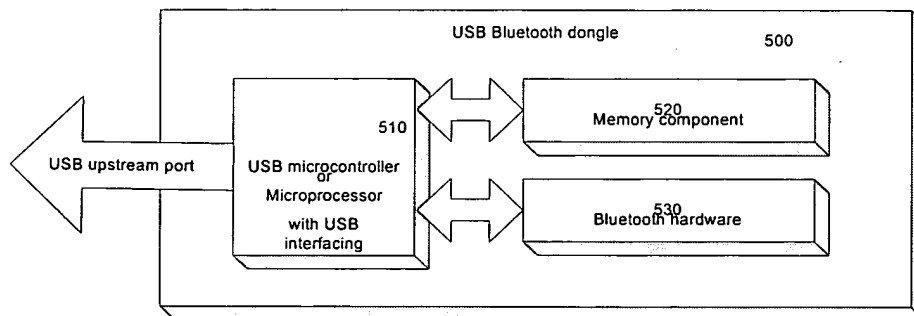 USB Bluetooth dongle
500
520
Memory component
510
USB upstream port
USB microcontroller
or
Microprocessor
with USB
interfacing
530
Bluetooth hardware